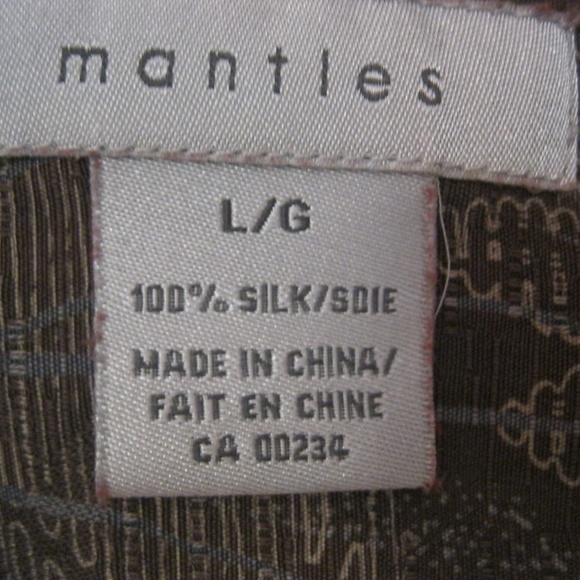 mantles
L/G
100% SILK/SOIE
MADE IN CHINA/
FAIT EN CHINE
CA 00234